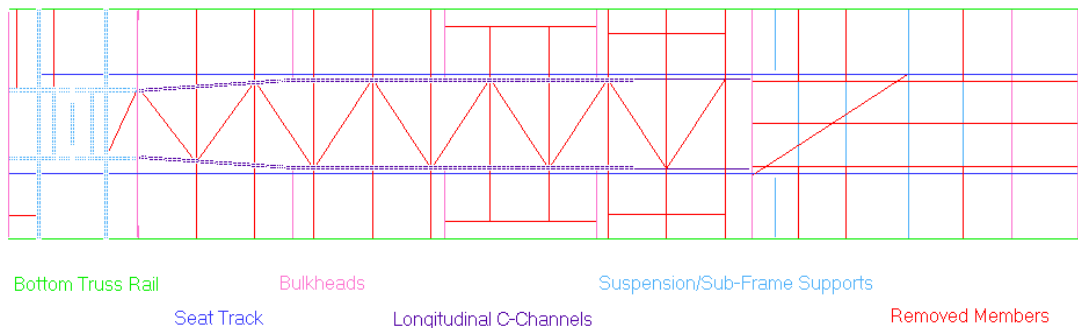 Bottom Truss Rail
Bulkheads
Suspension/Sub-Frame Supports
Seat Track
Longitudinal C-Channels
Removed Members